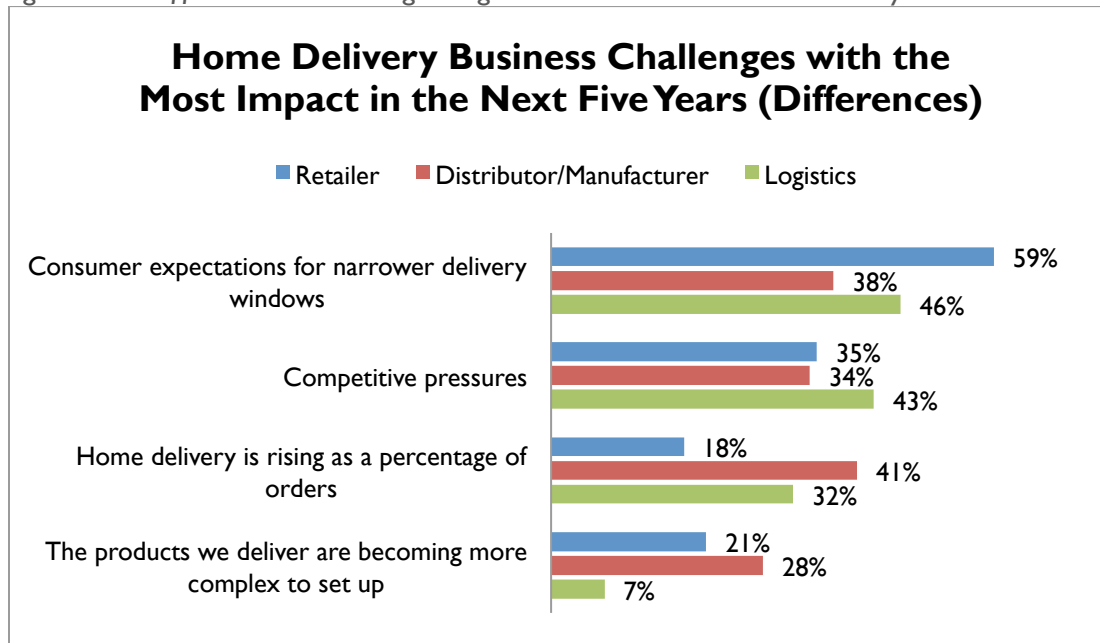 Home Delivery Business Challenges with the
Most Impact in the Next Five Years (Differences)
Retailer Distributor/Manufacturer Logistics
Consumer expectations for narrower delivery
windows
59%
38%
46%
Competitive pressures
35%
34%
43%
Home delivery is rising as a percentage of
orders
18%
41%
32%
The products we deliver are becoming more
complex to set up
21%
28%
7%